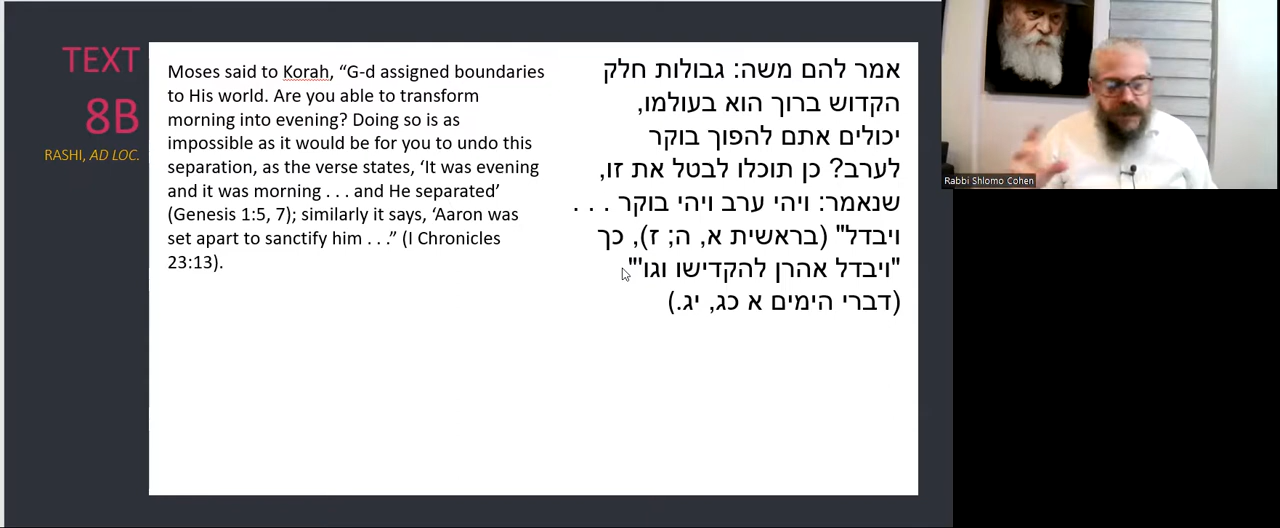 TEXT
8B
RASHI, AD LOC.
Moses said to Korah, “G-d assigned boundaries
to His world. Are you able to transform
morning into evening? Doing so is as
impossible as it would be for you to undo this
separation, as the verse states, ‘It was evening
and it was morning . . . and He separated’
(Genesis 1:5, 7); similarly it says, ‘Aaron was
set apart to sanctify him . . .” (I Chronicles
23:13).
אמר להם משה: גבולות חלק
הקדוש ברוך הוא בעולמו,
יכולים אתם להפוך בוקר
לערב? כן תוכלו לבטל את זו,
שנאמר: ויהי ערב ויהי בוקר . . .
ויבדל" (בראשית א, ה; ז), כך
"ויבדל אהרן להקדישו וגו'"
(דברי הימים א כג, יג.)
Rabbi Shlomo Cohen